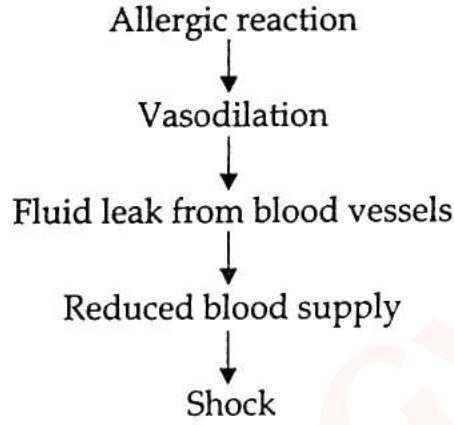 Allergic reaction
Vasodilation
Fluid leak from blood vessels
Reduced blood supply
Shock